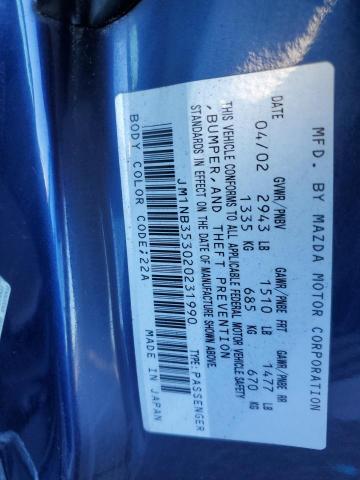 MFD. BY MAZDA MOTOR CORPORATION
DATE GVWR/PNBV GAWR/PNBE FRT GAWR/PNBE RR
04/02 2943 LB 1510 LB 1477 LB
1335 KG 685 KG 670 KG
THIS VEHICLE CONFORMS TO ALL APPLICABLE FEDERAL MOTOR VEHICLE SAFETY
, BUMPER, AND THEFT PREVENTION
STANDARDS IN EFFECT ON THE DATE OF MANUFACTURE SHOWN ABOVE.
JM1NB353020231990 TYPE:PASSENGER
BODY COLOR CODE;22A MADE IN JAPAN